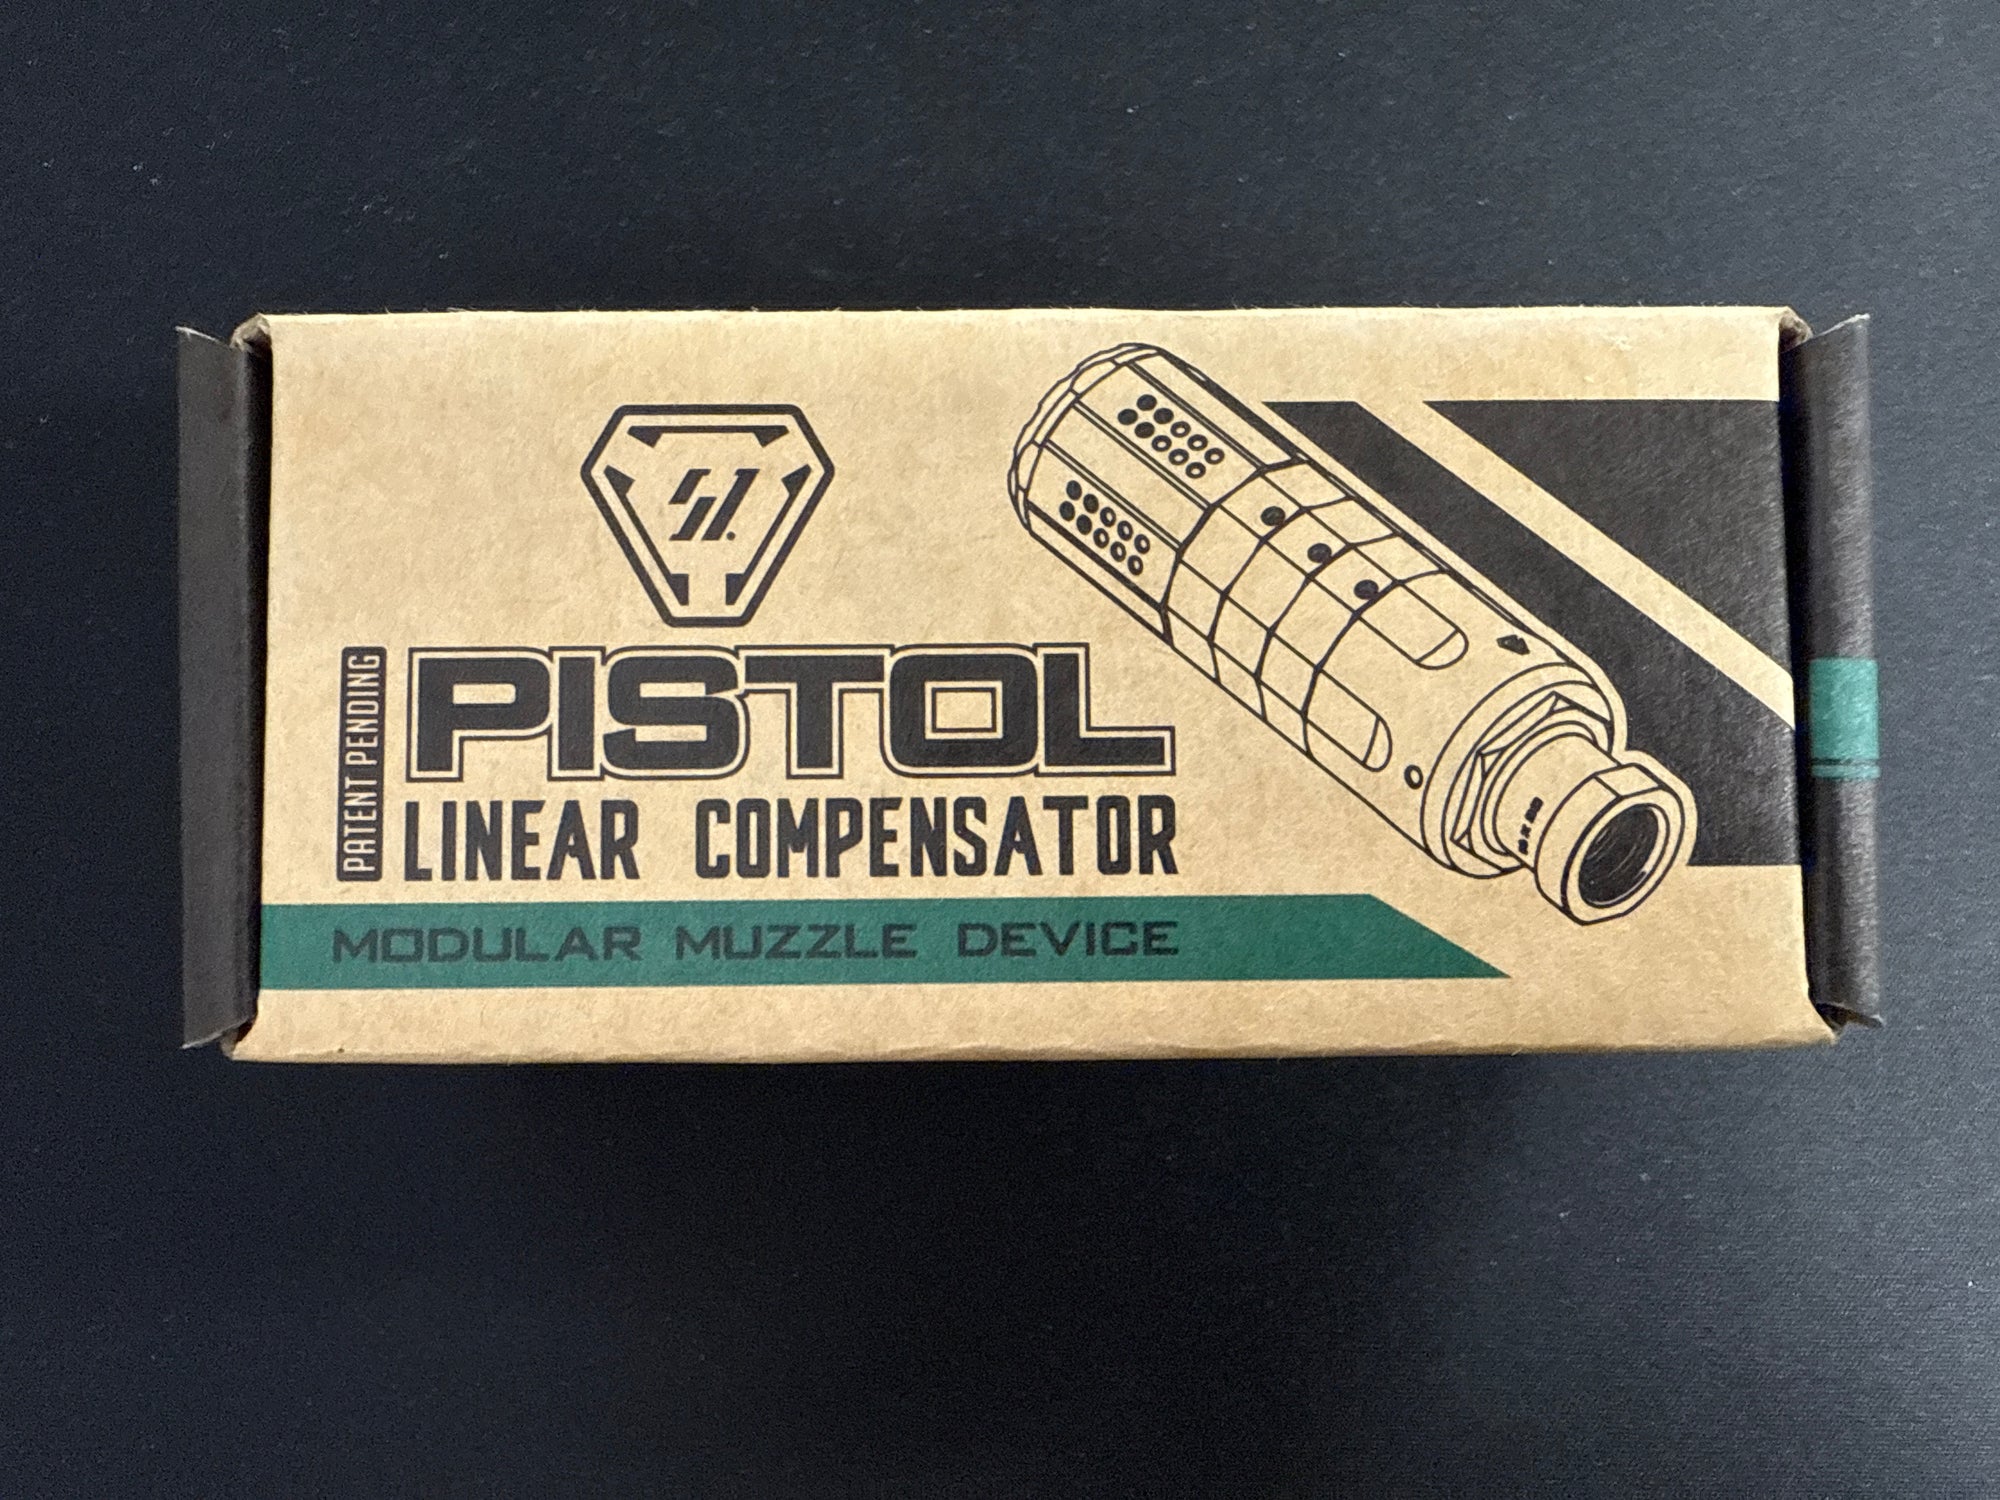 PATENT PENDING
PISTOL
LINEAR COMPENSATOR
MODULAR MUZZLE DEVICE